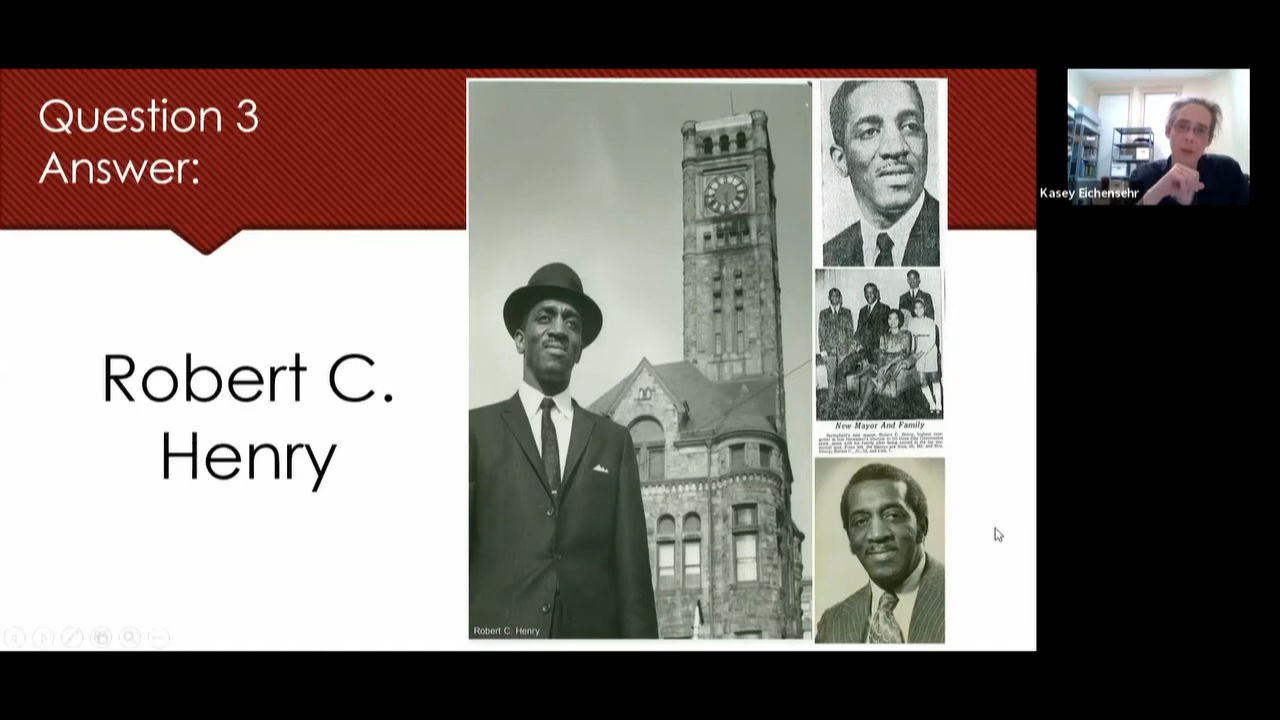 Question 3
Answer:
Robert C.
Henry
Robert C. Henry
New Mayor And Family
Kasey Eichensehr